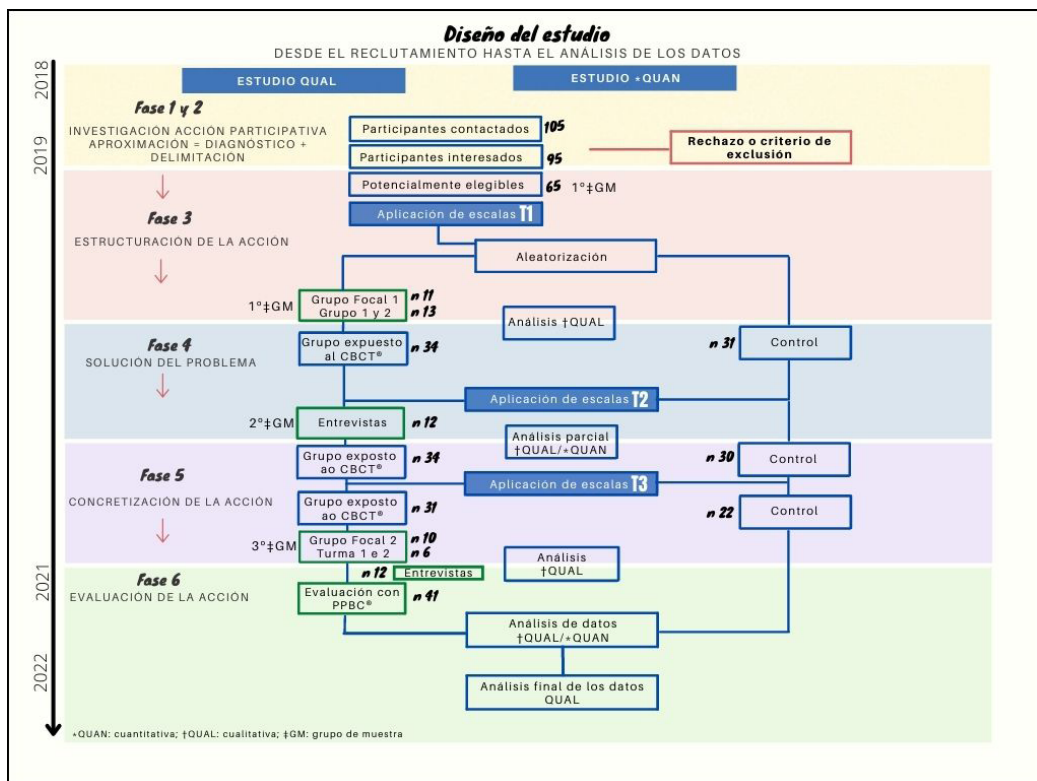 Diseño del estudio
DESDE EL RECLUTAMIENTO HASTA EL ANÁLISIS DE LOS DATOS
2018
ESTUDIO QUAL
ESTUDIO *QUAN
Fase 1 y 2
INVESTIGACIÓN ACCIÓN PARTICIPATIVA
APROXIMACIÓN = DIAGNÓSTICO +
DELIMITACIÓN
2019
Participantes contactados 105
Participantes interesados 95
Rechazo o criterio de
exclusión
Potencialmente elegibles 65 1º‡GM
Fase 3
ESTRUCTURACIÓN DE LA ACCIÓN
Aplicación de escalas T1
Aleatorización
1º‡GM
Grupo Focal 1 n 11
Grupo 1 y 2 n 13
Análisis †QUAL
Fase 4
SOLUCIÓN DEL PROBLEMA
Grupo expuesto
al CBCT®
n 34
n 31
Control
Aplicación de escalas T2
2º‡GM
Entrevistas
n 12
Análisis parcial
†QUAL/*QUAN
Fase 5
CONCRETIZACIÓN DE LA ACCIÓN
Grupo exposto
ao CBCT®
n 34
n 30
Control
Aplicación de escalas T3
Grupo exposto
ao CBCT®
n 31
n 22
Control
3º‡GM
Grupo Focal 2 n 10
Turma 1 e 2 n 6
Análisis
†QUAL
2021
Fase 6
EVALUACIÓN DE LA ACCIÓN
n 12 Entrevistas
Evaluación con
PPBC®
n 41
Análisis de datos
†QUAL/*QUAN
2022
Análisis final de los datos
QUAL
*QUAN: cuantitativa; †QUAL: cualitativa; ‡GM: grupo de muestra